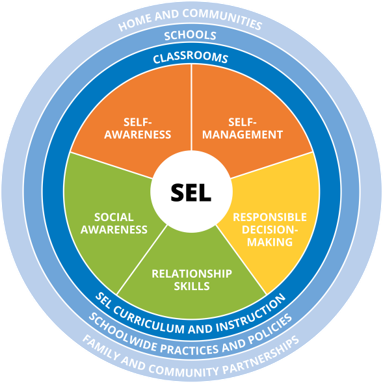 HOME AND COMMUNITIES
SCHOOLS
CLASSROOMS
SELF-
AWARENESS
SELF-
MANAGEMENT
SEL
SOCIAL
AWARENESS
RESPONSIBLE
DECISION-
MAKING
RELATIONSHIP
SKILLS
SEL CURRICULUM AND INSTRUCTION
SCHOOLWIDE PRACTICES AND POLICIES
FAMILY AND COMMUNITY PARTNERSHIPS